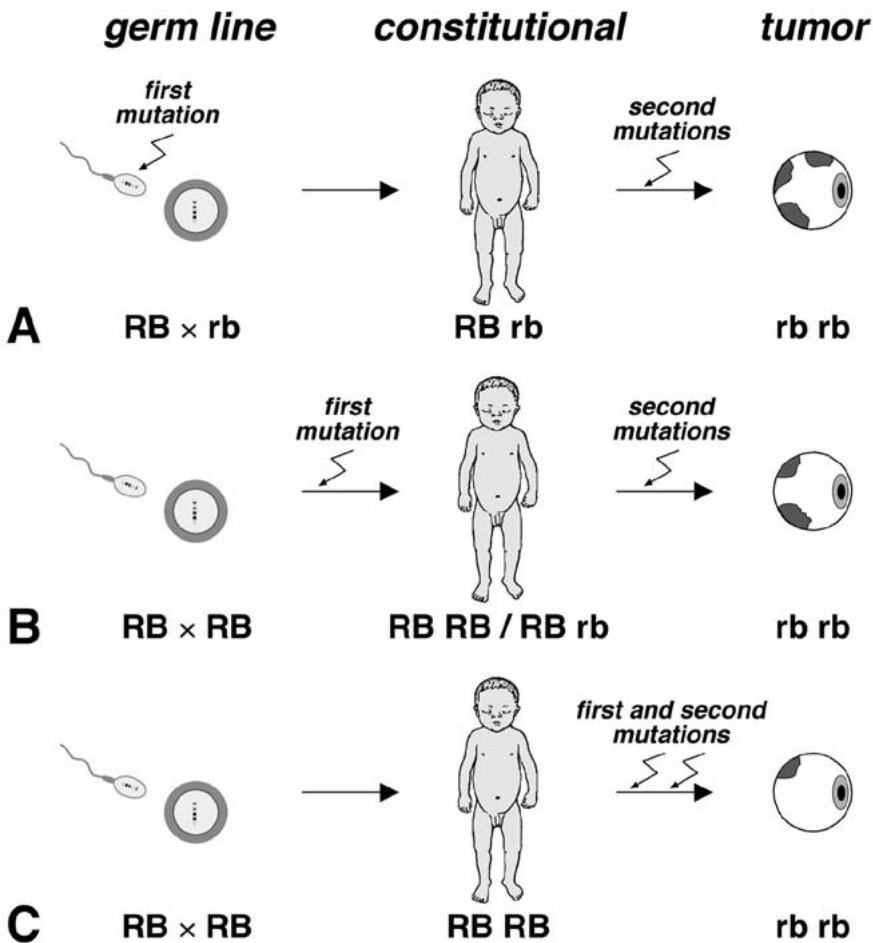 germ line constitutional tumor
first
mutation
second
mutations
A RB × rb RB rb rb rb
first
mutation
second
mutations
B RB × RB RB RB / RB rb rb rb
first and second
mutations
C RB × RB RB RB rb rb